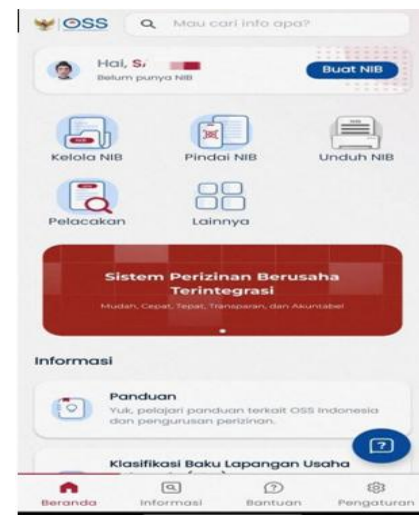 OSS
Mau cari info apa?
Hai, S
Belum punya NIB
Buat NIB
Kelola NIB
Pindai NIB
Unduh NIB
Pelacakan
Lainnya
Sistem Perizinan Berusaha
Terintegrasi
Mudah, Cepat, Tepat, Transparan, dan Akuntabel
Informasi
Panduan
Yuk, pelajari panduan terkait OSS Indonesia
dan pengurusan perizinan.
Klasifikasi Baku Lapangan Usaha
Beranda
Informasi
Bantuan
Pengaturan